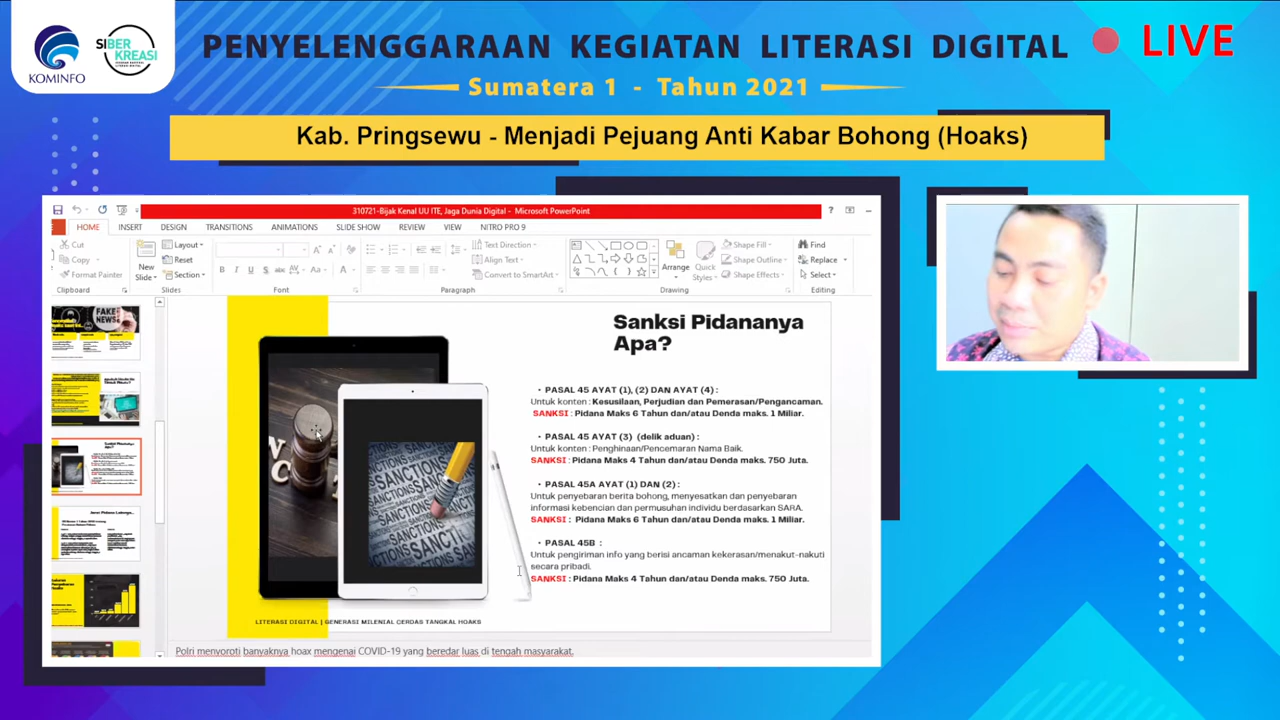 KOMINFO
SIBER
KREASI
PENYELENGGARAAN KEGIATAN LITERASI DIGITAL
LIVE
Sumatera 1 - Tahun 2021
Kab. Pringsewu - Menjadi Pejuang Anti Kabar Bohong (Hoaks)
310721-Bijak Kenal UU ITE, Jaga Dunia Digital - Microsoft PowerPoint
HOME INSERT DESIGN TRANSITIONS ANIMATIONS SLIDE SHOW REVIEW VIEW NITRO PRO 9
Cut
Copy
Format Painter
Clipboard
New
Slide
Layout
Reset
Section
Slides
Font
Text Direction
Align Text
Convert to SmartArt
Paragraph
Arrange
Quick
Styles
Shape Fill
Shape Outline
Shape Effects
Drawing
Find
Replace
Select
Editing
FAKE
NEWS
Sanksi Pidananya
Apa?
• PASAL 45 AYAT (1), (2) DAN AYAT (4) :
Untuk konten : Kesusilaan, Perjudian dan Pemerasan/Pengancaman.
SANKSI : Pidana Maks 6 Tahun dan/atau Denda maks. 1 Miliar.
• PASAL 45 AYAT (3) (delik aduan) :
Untuk konten : Penghinaan/Pencemaran Nama Baik.
SANKSI : Pidana Maks 4 Tahun dan/atau Denda maks. 750 Juta.
• PASAL 45A AYAT (1) DAN (2) :
Untuk penyebaran berita bohong, menyesatkan dan penyebaran
informasi kebencian dan permusuhan individu berdasarkan SARA.
SANKSI : Pidana Maks 6 Tahun dan/atau Denda maks. 1 Miliar.
• PASAL 45B :
Untuk pengiriman info yang berisi ancaman kekerasan/menakut-nakuti
secara pribadi.
SANKSI : Pidana Maks 4 Tahun dan/atau Denda maks. 750 Juta.
SANCTIONS
LITERASI DIGITAL | GENERASI MILENIAL CERDAS TANGKAL HOAKS
Polri menyoroti banyaknya hoax mengenai COVID-19 yang beredar luas di tengah masyarakat.